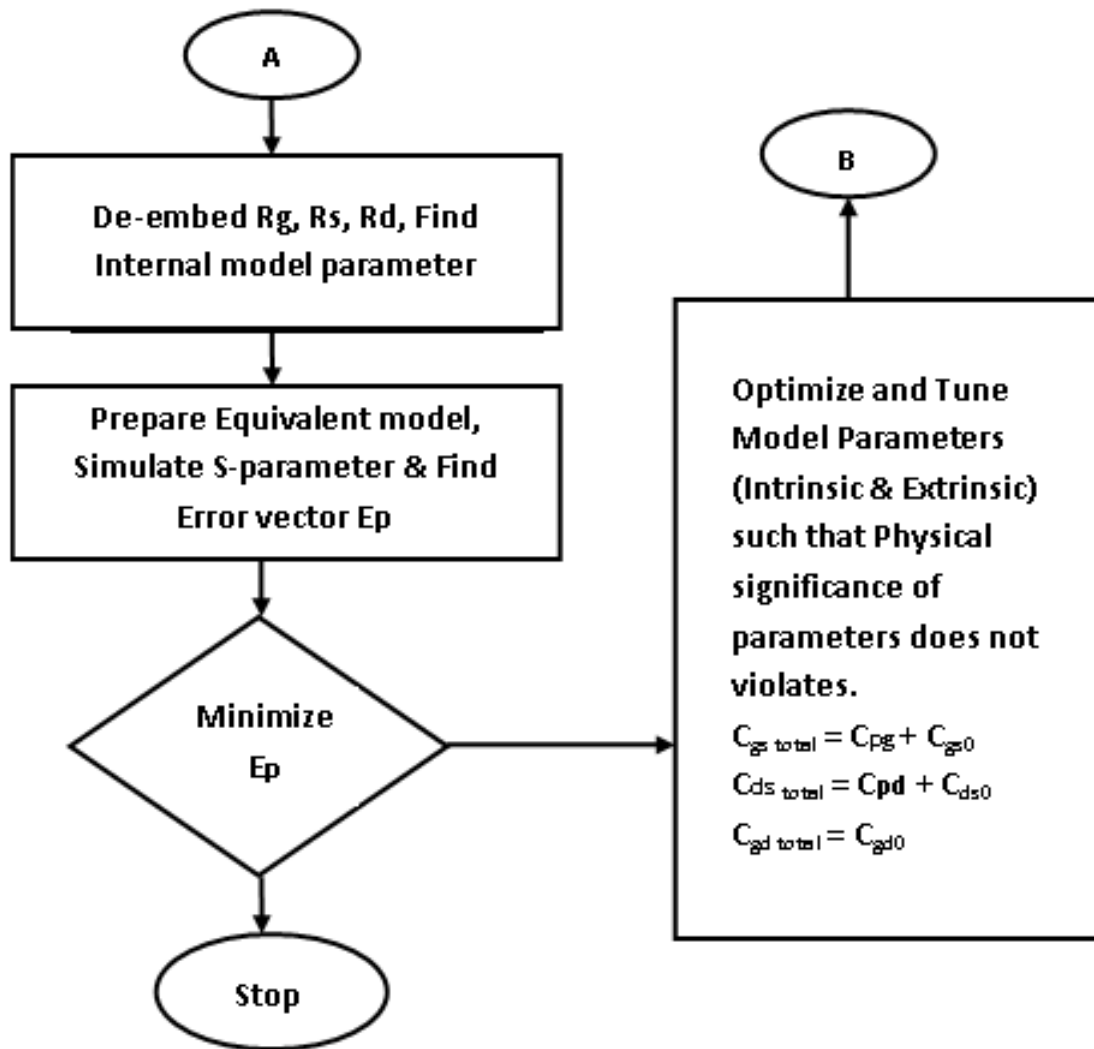 A
De-embed Rg, Rs, Rd, Find
Internal model parameter
Prepare Equivalent model,
Simulate S-parameter & Find
Error vector Ep
Minimize
Ep
Stop
B
Optimize and Tune
Model Parameters
(Intrinsic & Extrinsic)
such that Physical
significance of
parameters does not
violates.
Cgs total = Cpg + Cgs0
Cds total = Cpd + Cds0
Cgd total = Cgd0